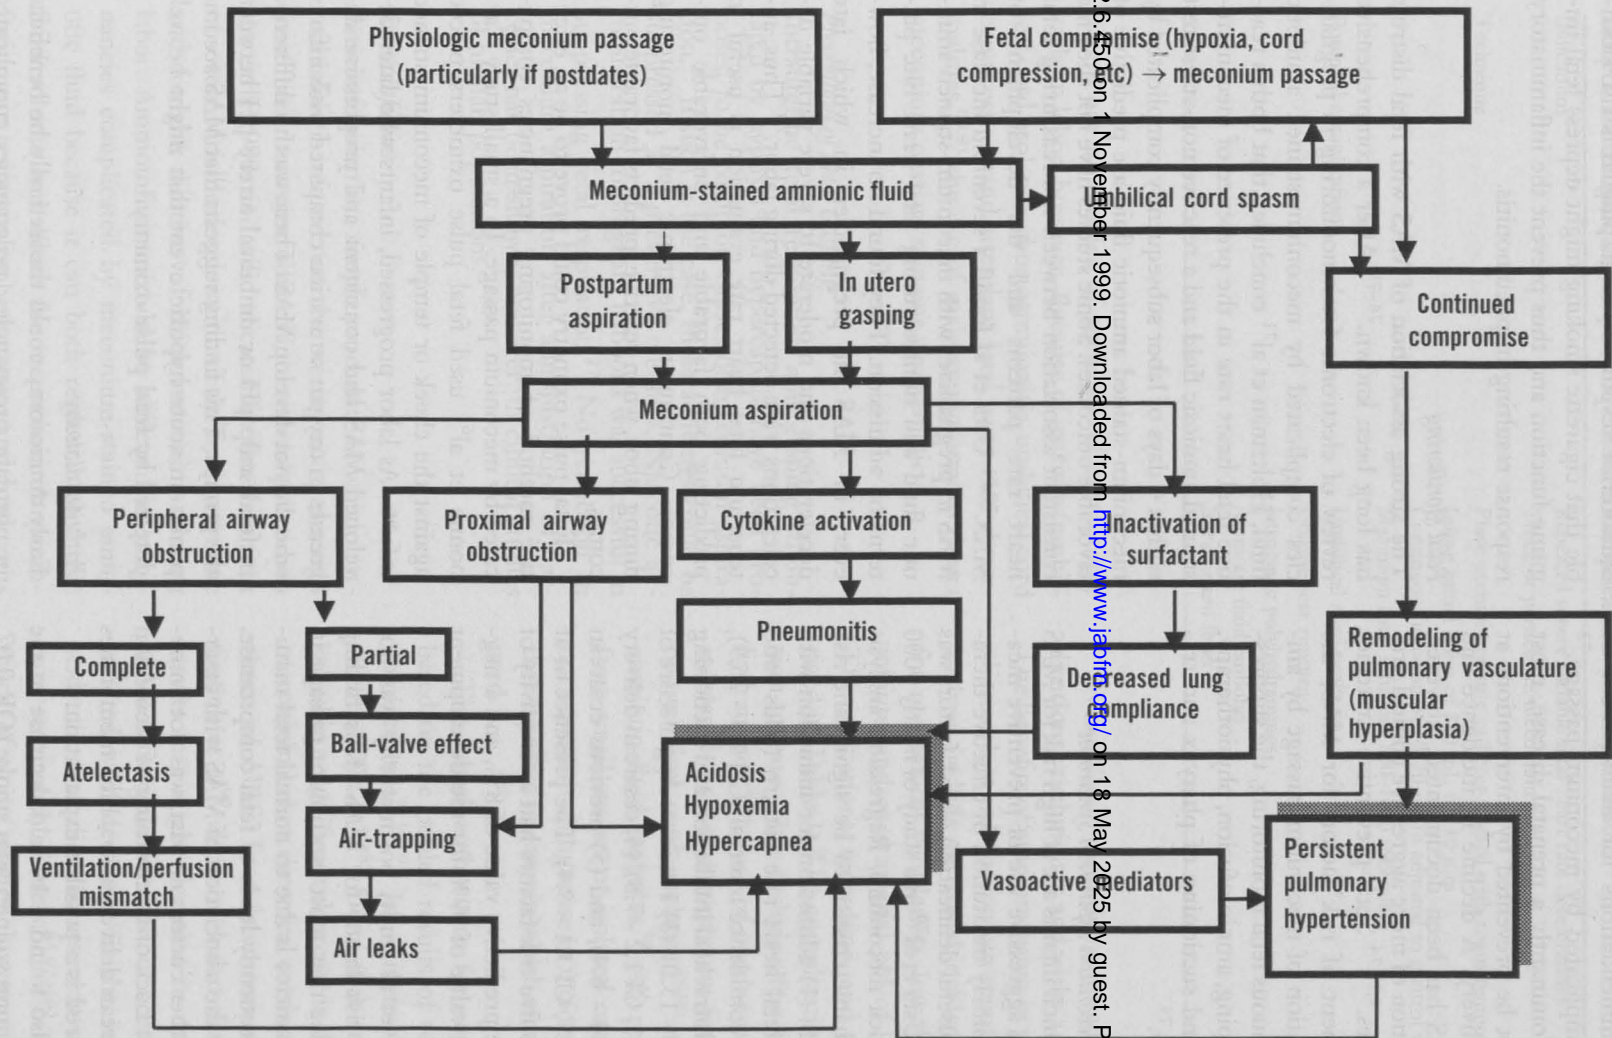 Physiologic meconium passage
(particularly if postdates)
Fetal compromise (hypoxia, cord
compression, etc) → meconium passage
Meconium-stained amnionic fluid
Umbilical cord spasm
Postpartum
aspiration
In utero
gasping
Continued
compromise
Meconium aspiration
Peripheral airway
obstruction
Proximal airway
obstruction
Cytokine activation
Inactivation of
surfactant
Pneumonitis
Complete
Partial
Decreased lung
compliance
Remodeling of
pulmonary vasculature
(muscular
hyperplasia)
Atelectasis
Ball-valve effect
Acidosis
Hypoxemia
Hypercapnea
Air-trapping
Ventilation/perfusion
mismatch
Vasoactive mediators
Persistent
pulmonary
hypertension
Air leaks
2.6.450 on 1 November 1999. Downloaded from http://www.jabfm.org/ on 18 May 2025 by guest. P